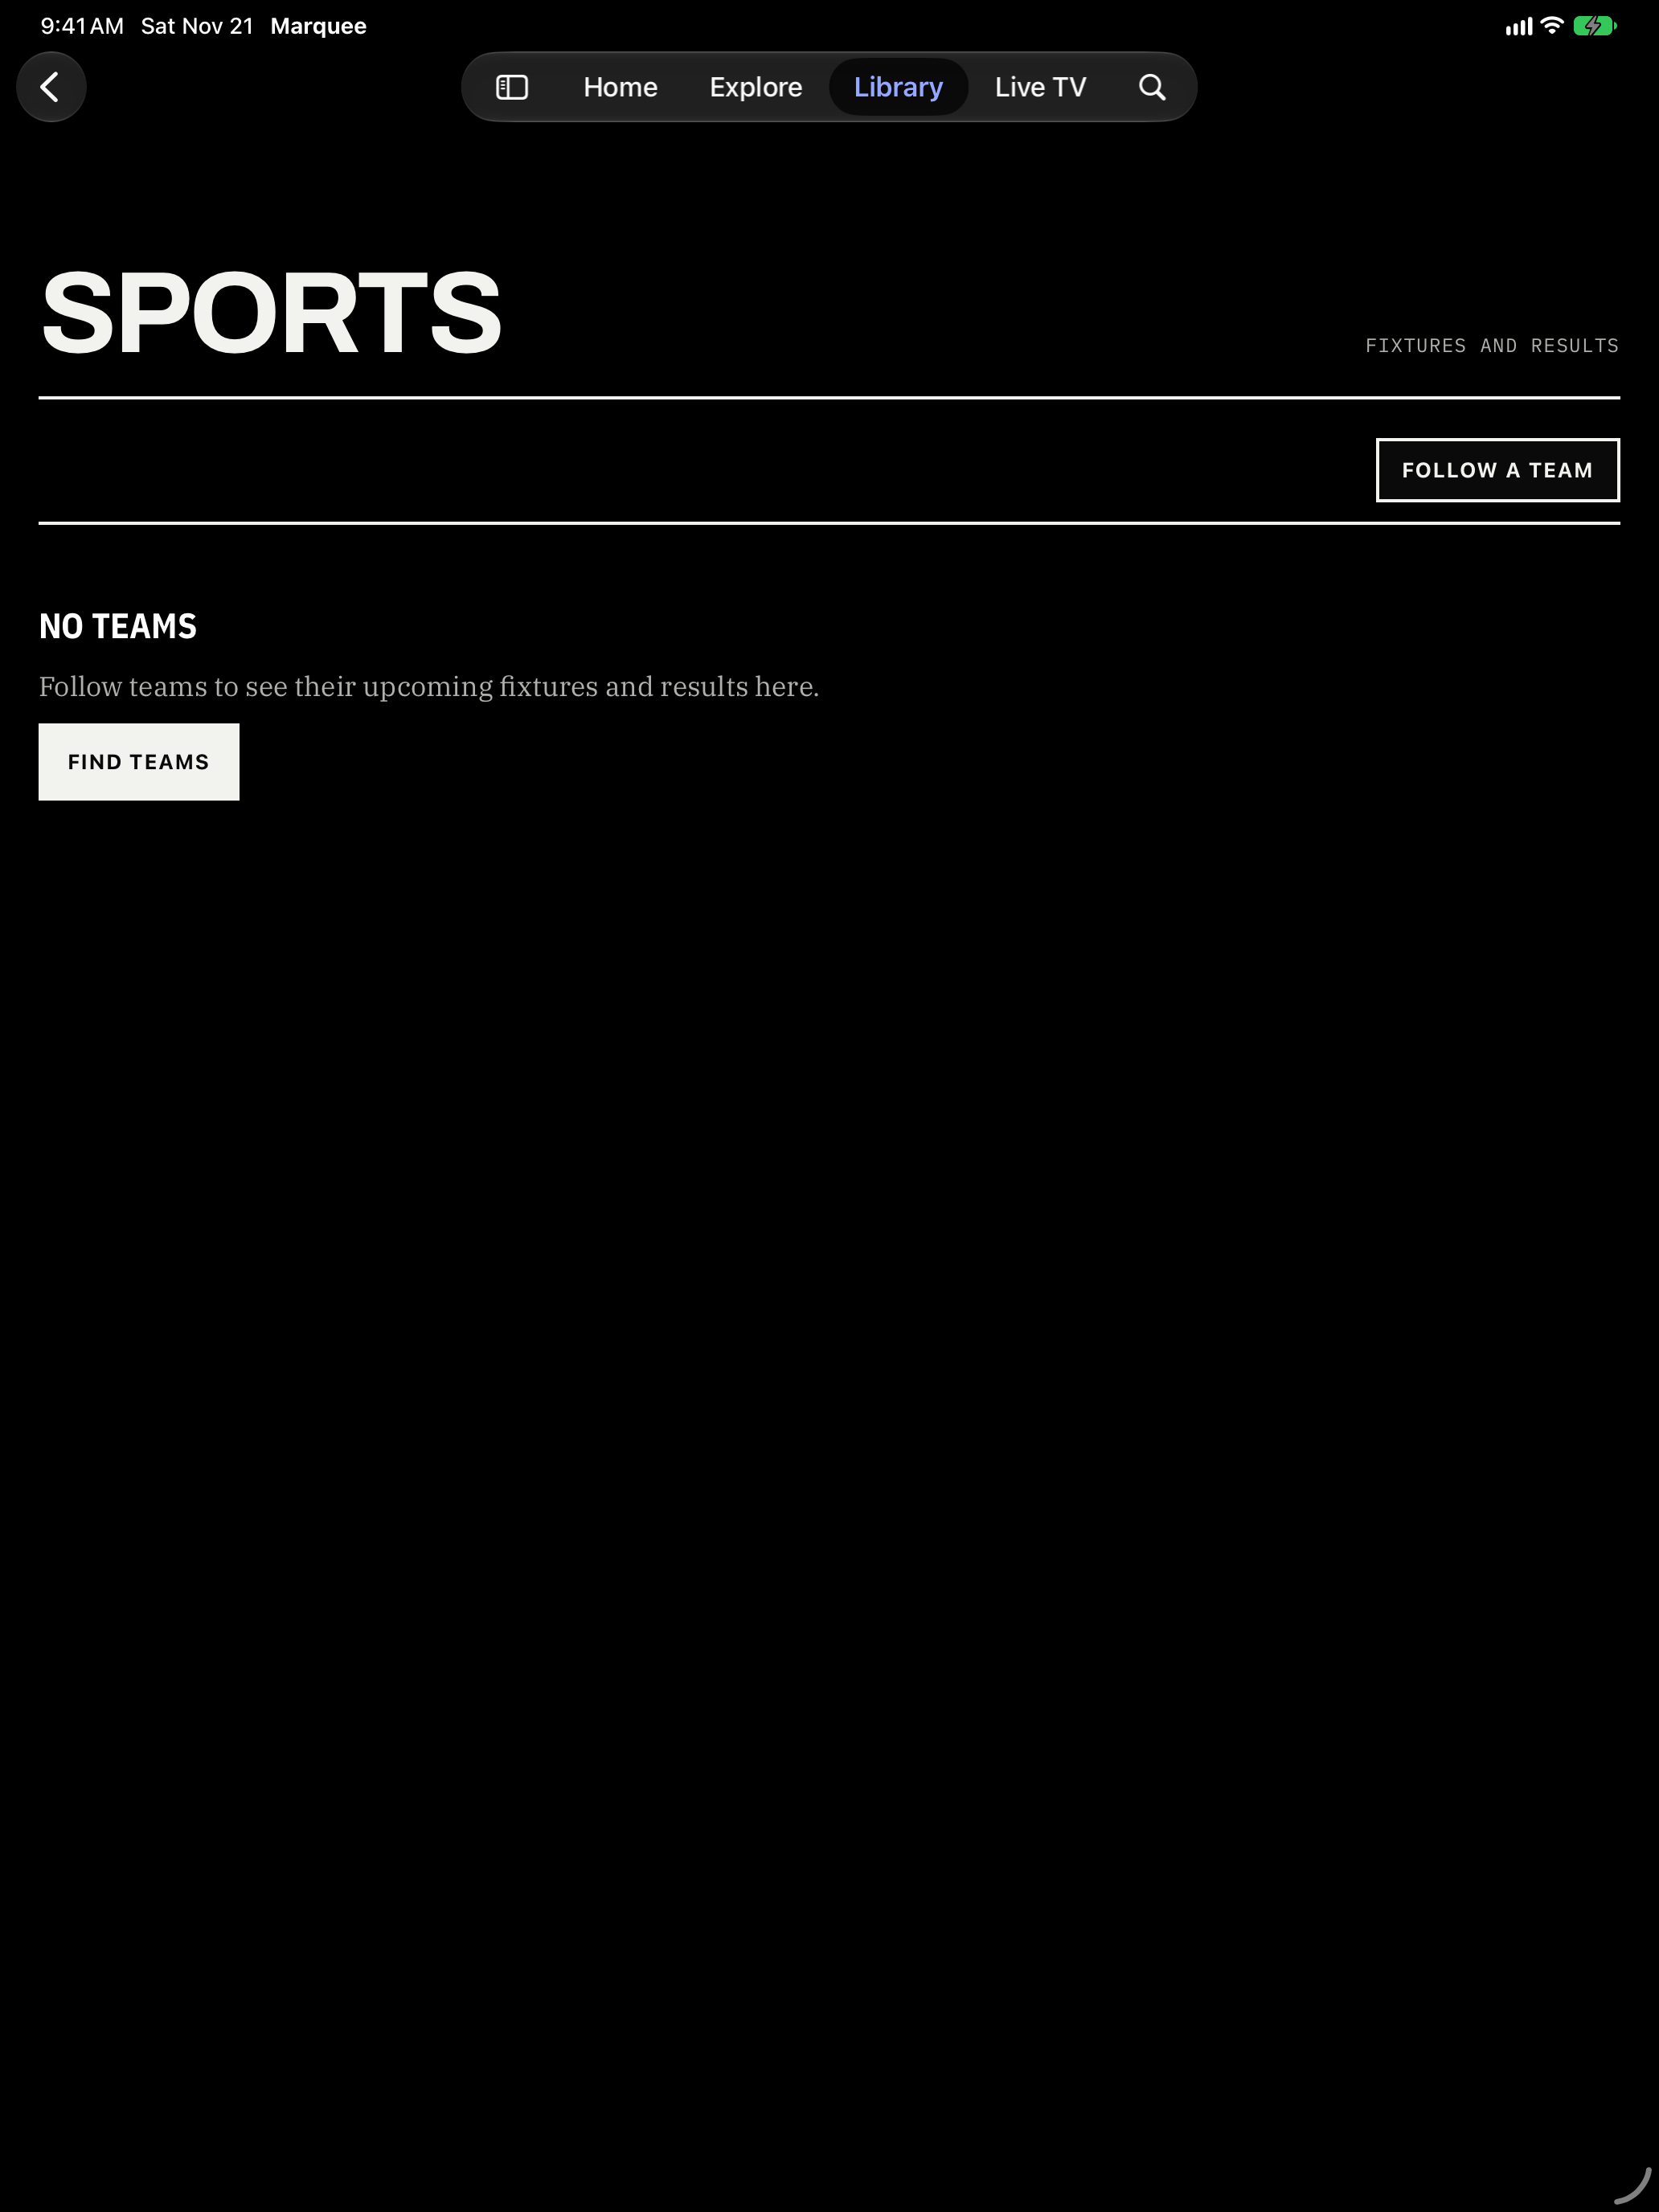 9:41 AM Sat Nov 21 Marquee
Home Explore Library Live TV
SPORTS
FIXTURES AND RESULTS
FOLLOW A TEAM
NO TEAMS
Follow teams to see their upcoming fixtures and results here.
FIND TEAMS